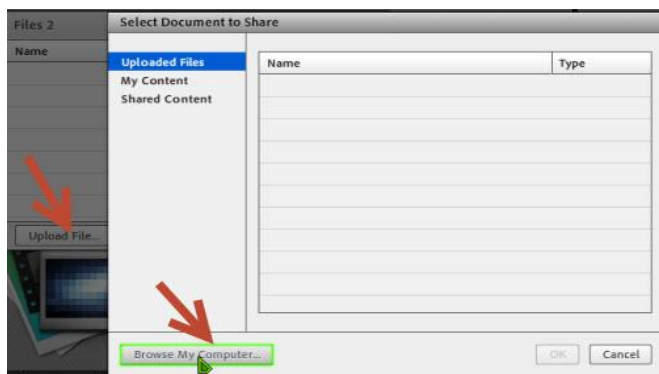 Files 2
Name
Upload File...
Select Document to Share
Uploaded Files
My Content
Shared Content
Name Type
Browse My Computer...
OK Cancel